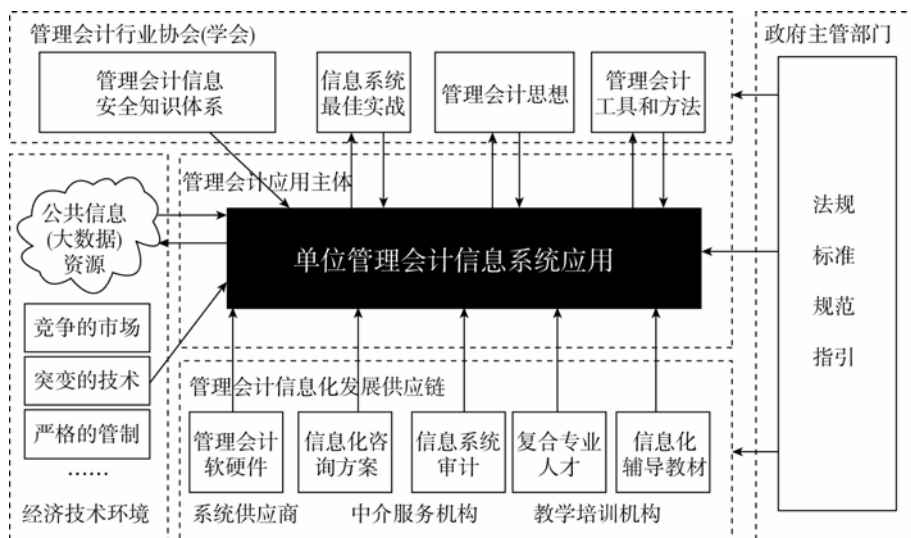 管理会计行业协会(学会)
管理会计信息
安全知识体系
信息系统
最佳实战
管理会计思想
管理会计
工具和方法
政府主管部门
法规
标准
规范
指引
管理会计应用主体
公共信息
(大数据)
资源
单位管理会计信息系统应用
竞争的市场
突变的技术
严格的管制
……
经济技术环境
管理会计信息化发展供应链
管理会计
软硬件
信息化咨
询方案
信息系统
审计
复合专业
人才
信息化
辅导教材
系统供应商
中介服务机构
教学培训机构